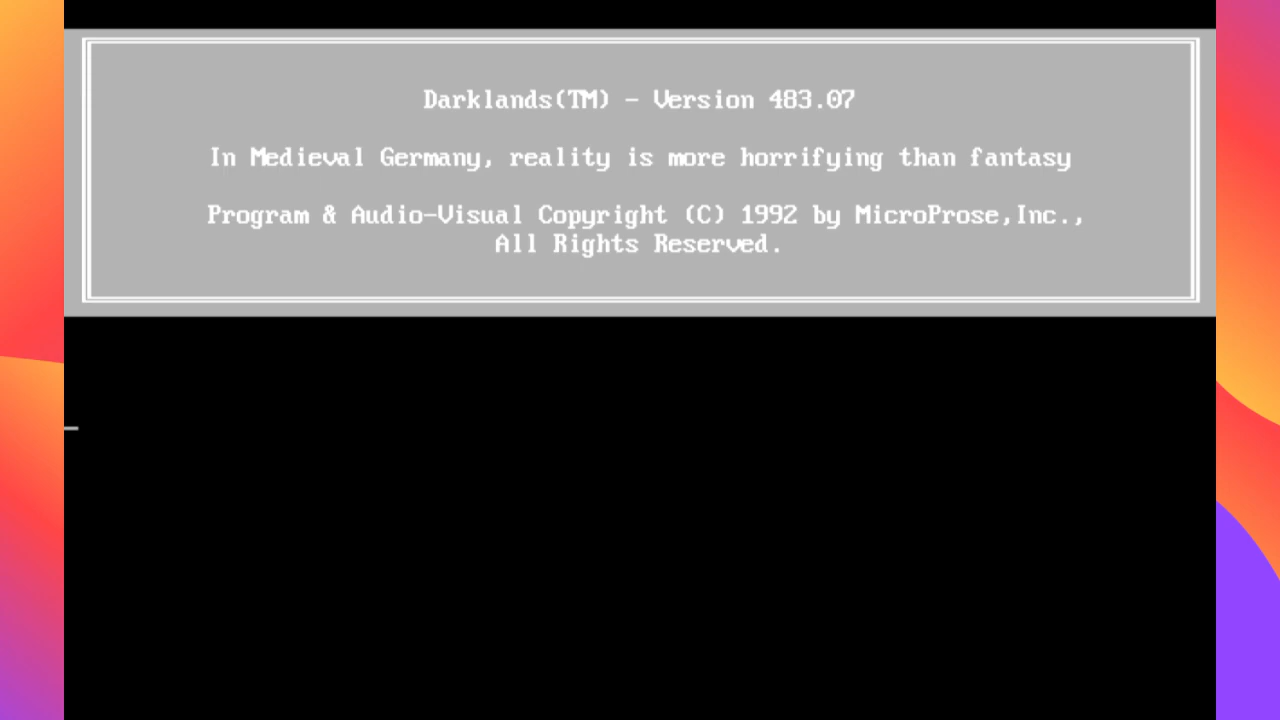 Darklands(TM) - Version 483.07
In Medieval Germany, reality is more horrifying than fantasy
Program & Audio-Visual Copyright (C) 1992 by MicroProse,Inc.,
All Rights Reserved.